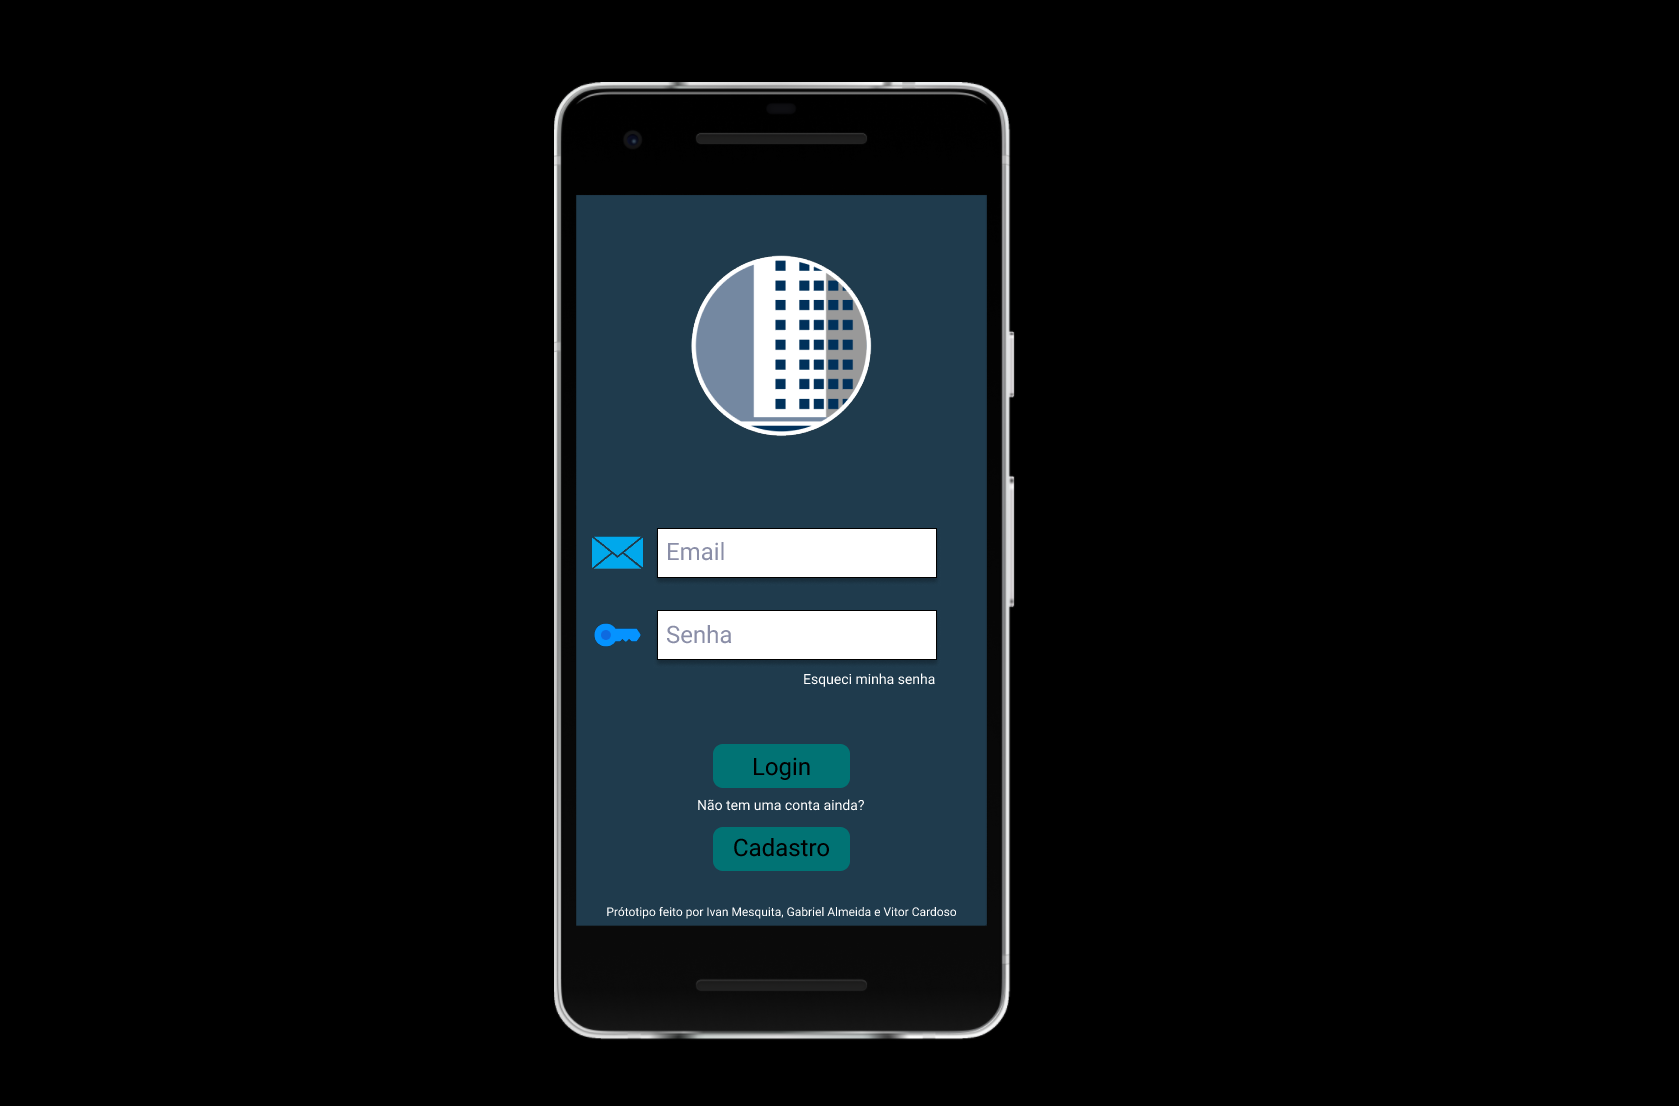 Email
Senha
Esqueci minha senha
Login
Não tem uma conta ainda?
Cadastro
Prótotipo feito por Ivan Mesquita, Gabriel Almeida e Vitor Cardoso